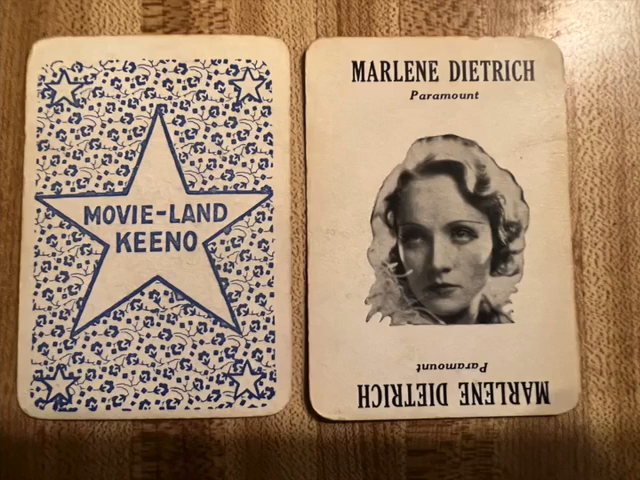 MOVIE-LAND
KEENO
MARLENE DIETRICH
Paramount
Paramount
MARLENE DIETRICH